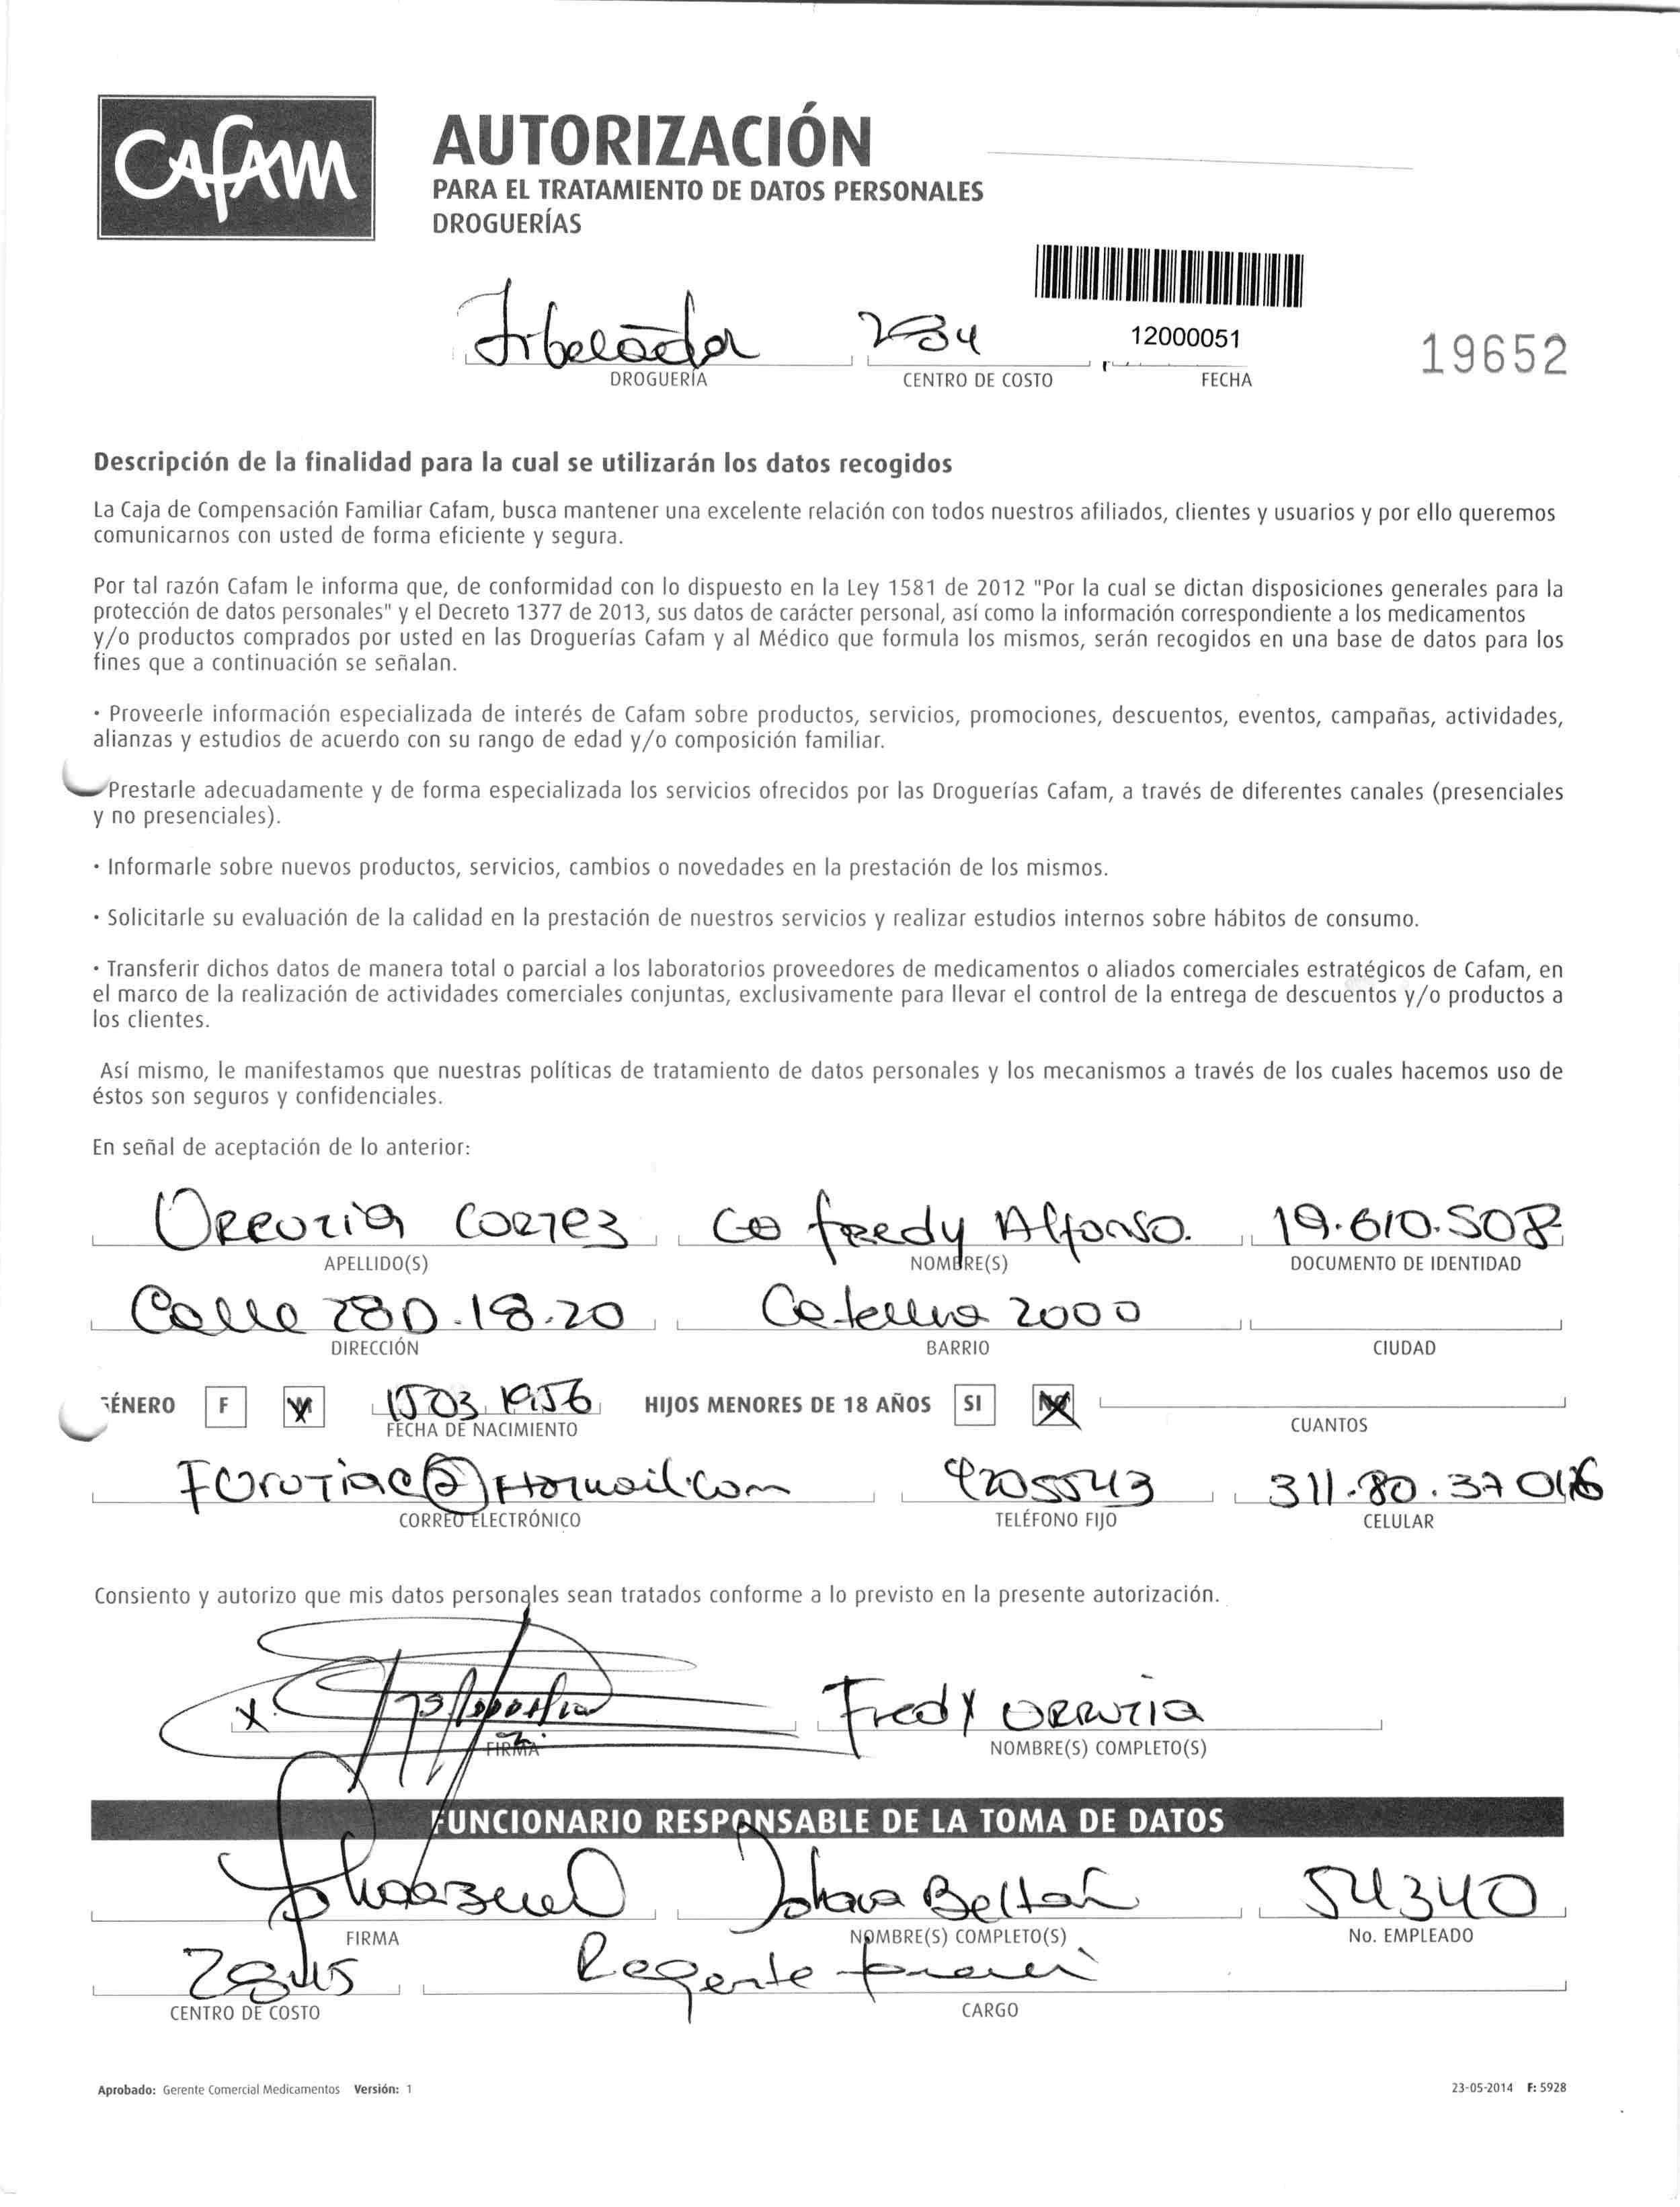 CAFAM
AUTORIZACIÓN
PARA EL TRATAMIENTO DE DATOS PERSONALES
DROGUERÍAS
12000051
19652
DROGUERÍA CENTRO DE COSTO FECHA
Descripción de la finalidad para la cual se utilizarán los datos recogidos
La Caja de Compensación Familiar Cafam, busca mantener una excelente relación con todos nuestros afiliados, clientes y usuarios y por ello queremos
comunicarnos con usted de forma eficiente y segura.
Por tal razón Cafam le informa que, de conformidad con lo dispuesto en la Ley 1581 de 2012 "Por la cual se dictan disposiciones generales para la
protección de datos personales" y el Decreto 1377 de 2013, sus datos de carácter personal, así como la información correspondiente a los medicamentos
y/o productos comprados por usted en las Droguerías Cafam y al Médico que formula los mismos, serán recogidos en una base de datos para los
fines que a continuación se señalan.
· Proveerle información especializada de interés de Cafam sobre productos, servicios, promociones, descuentos, eventos, campañas, actividades,
alianzas y estudios de acuerdo con su rango de edad y/o composición familiar.
Prestarle adecuadamente y de forma especializada los servicios ofrecidos por las Droguerías Cafam, a través de diferentes canales (presenciales
y no presenciales).
· Informarle sobre nuevos productos, servicios, cambios o novedades en la prestación de los mismos.
· Solicitarle su evaluación de la calidad en la prestación de nuestros servicios y realizar estudios internos sobre hábitos de consumo.
· Transferir dichos datos de manera total o parcial a los laboratorios proveedores de medicamentos o aliados comerciales estratégicos de Cafam, en
el marco de la realización de actividades comerciales conjuntas, exclusivamente para llevar el control de la entrega de descuentos y/o productos a
los clientes.
Así mismo, le manifestamos que nuestras políticas de tratamiento de datos personales y los mecanismos a través de los cuales hacemos uso de
éstos son seguros y confidenciales.
En señal de aceptación de lo anterior:
Urrutia Cortes Fredy Alfonso. 19.610.508
APELLIDO(S) NOMBRE(S) DOCUMENTO DE IDENTIDAD
Calle 28D.18.20 2000
DIRECCIÓN BARRIO CIUDAD
GÉNERO F M 1503 1956 HIJOS MENORES DE 18 AÑOS SI NO
FECHA DE NACIMIENTO CUANTOS
Forutiac@Hotmail.com 4205543 311.80.37
CORREO ELECTRÓNICO TELÉFONO FIJO CELULAR
Consiento y autorizo que mis datos personales sean tratados conforme a lo previsto en la presente autorización.
X. Fredy Urrutia
FIRMA NOMBRE(S) COMPLETO(S)
FUNCIONARIO RESPONSABLE DE LA TOMA DE DATOS
Johana Beltan 54340
FIRMA NOMBRE(S) COMPLETO(S) No. EMPLEADO
Regente
CENTRO DE COSTO CARGO
Aprobado: Gerente Comercial Medicamentos Versión: 1 23-05-2014 F: 5928